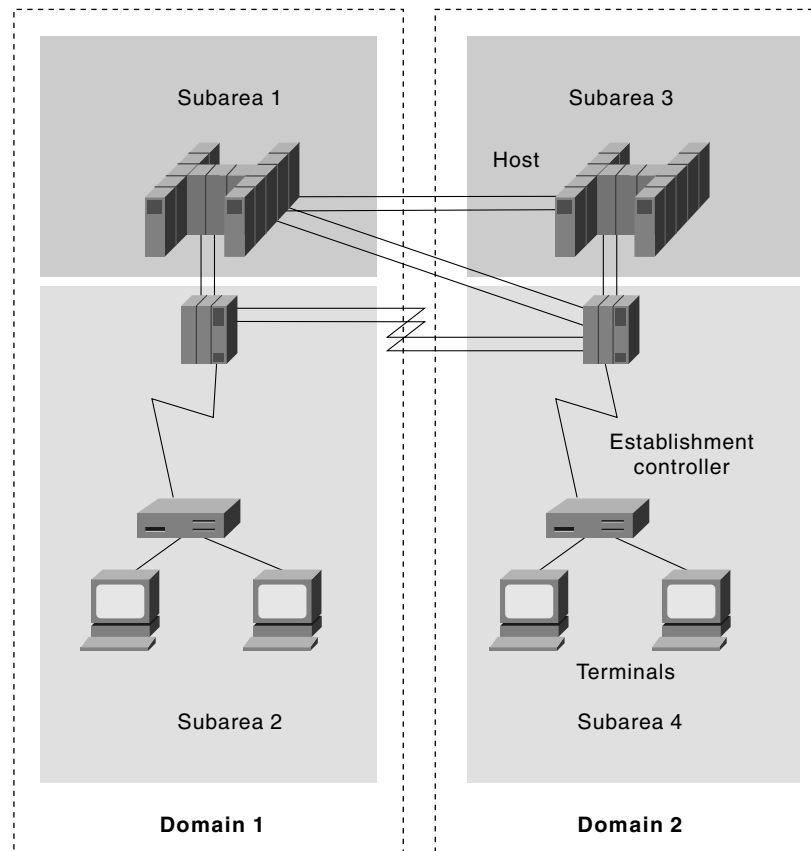 Subarea 1
Subarea 3
Host
Establishment
controller
Terminals
Subarea 2
Subarea 4
Domain 1
Domain 2